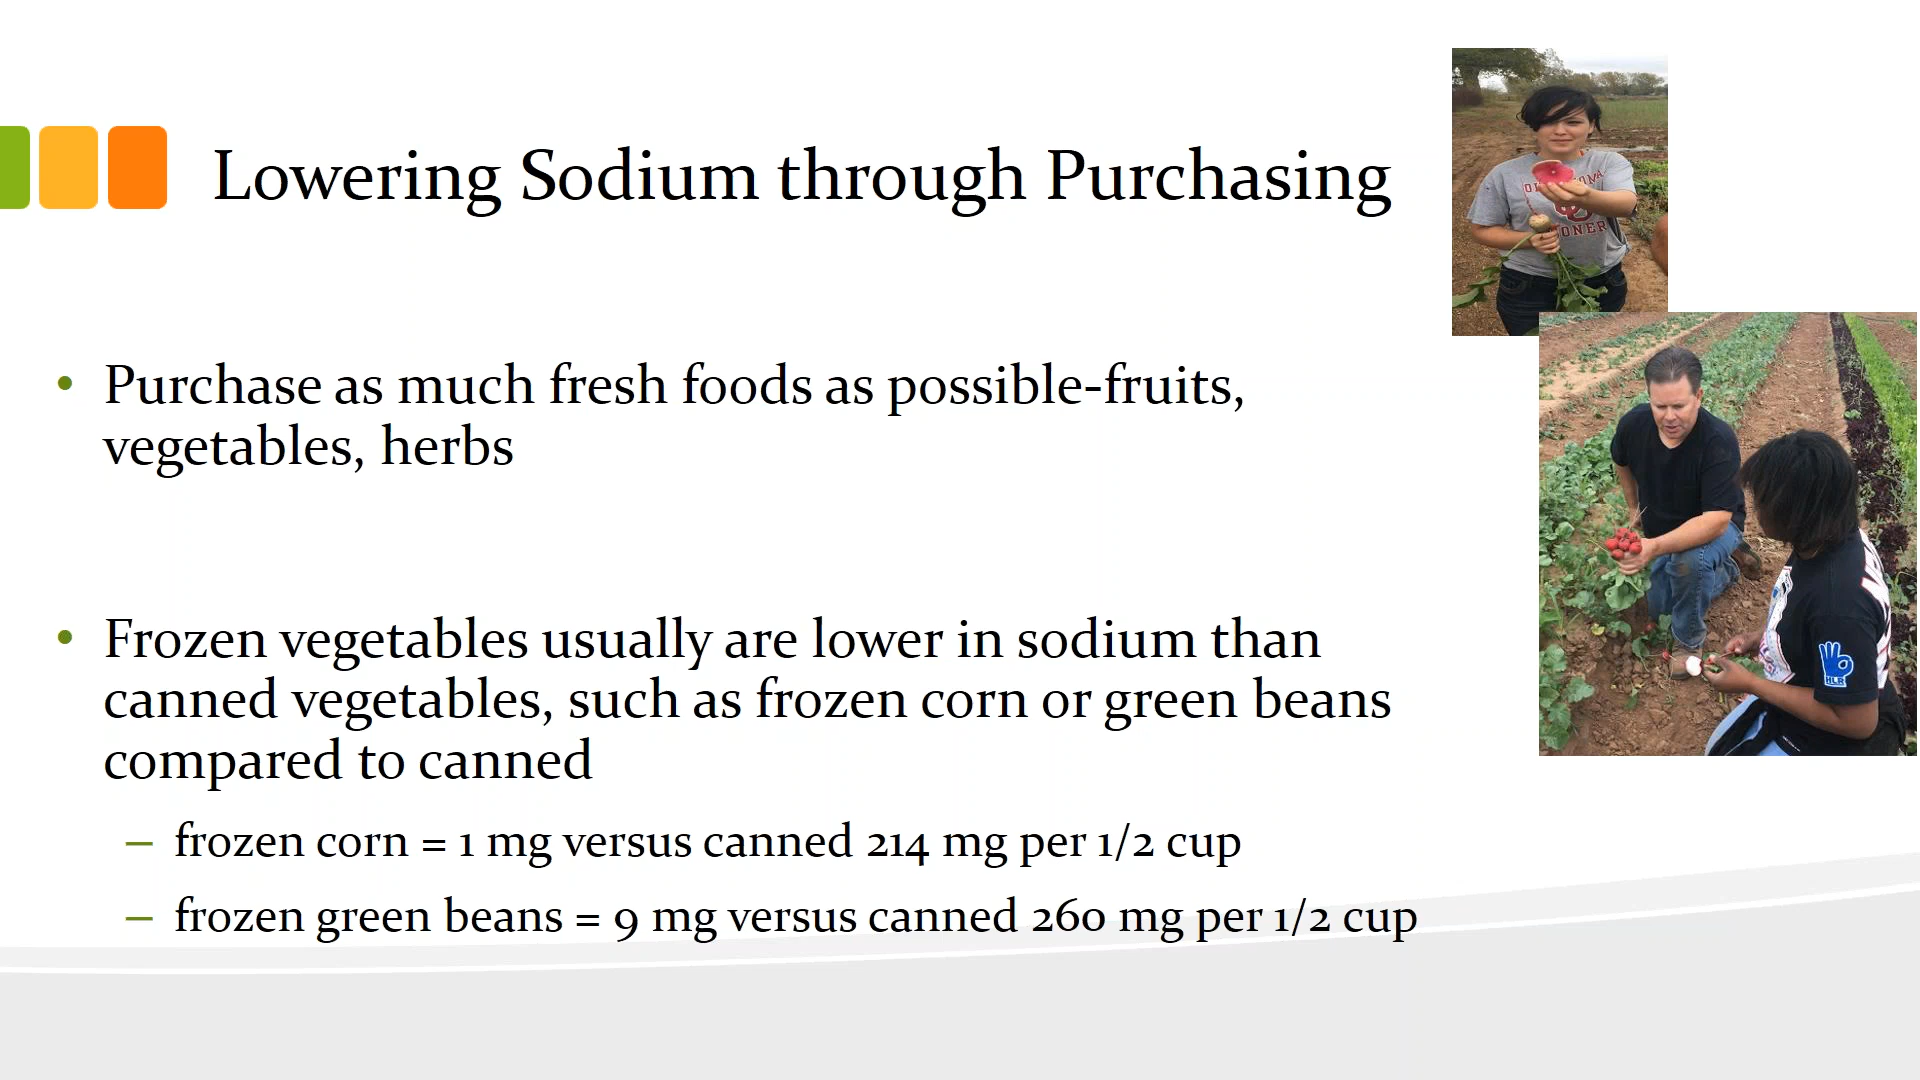 Lowering Sodium through Purchasing
• Purchase as much fresh foods as possible-fruits,
vegetables, herbs
• Frozen vegetables usually are lower in sodium than
canned vegetables, such as frozen corn or green beans
compared to canned
– frozen corn = 1 mg versus canned 214 mg per 1/2 cup
– frozen green beans = 9 mg versus canned 260 mg per 1/2 cup
HLR